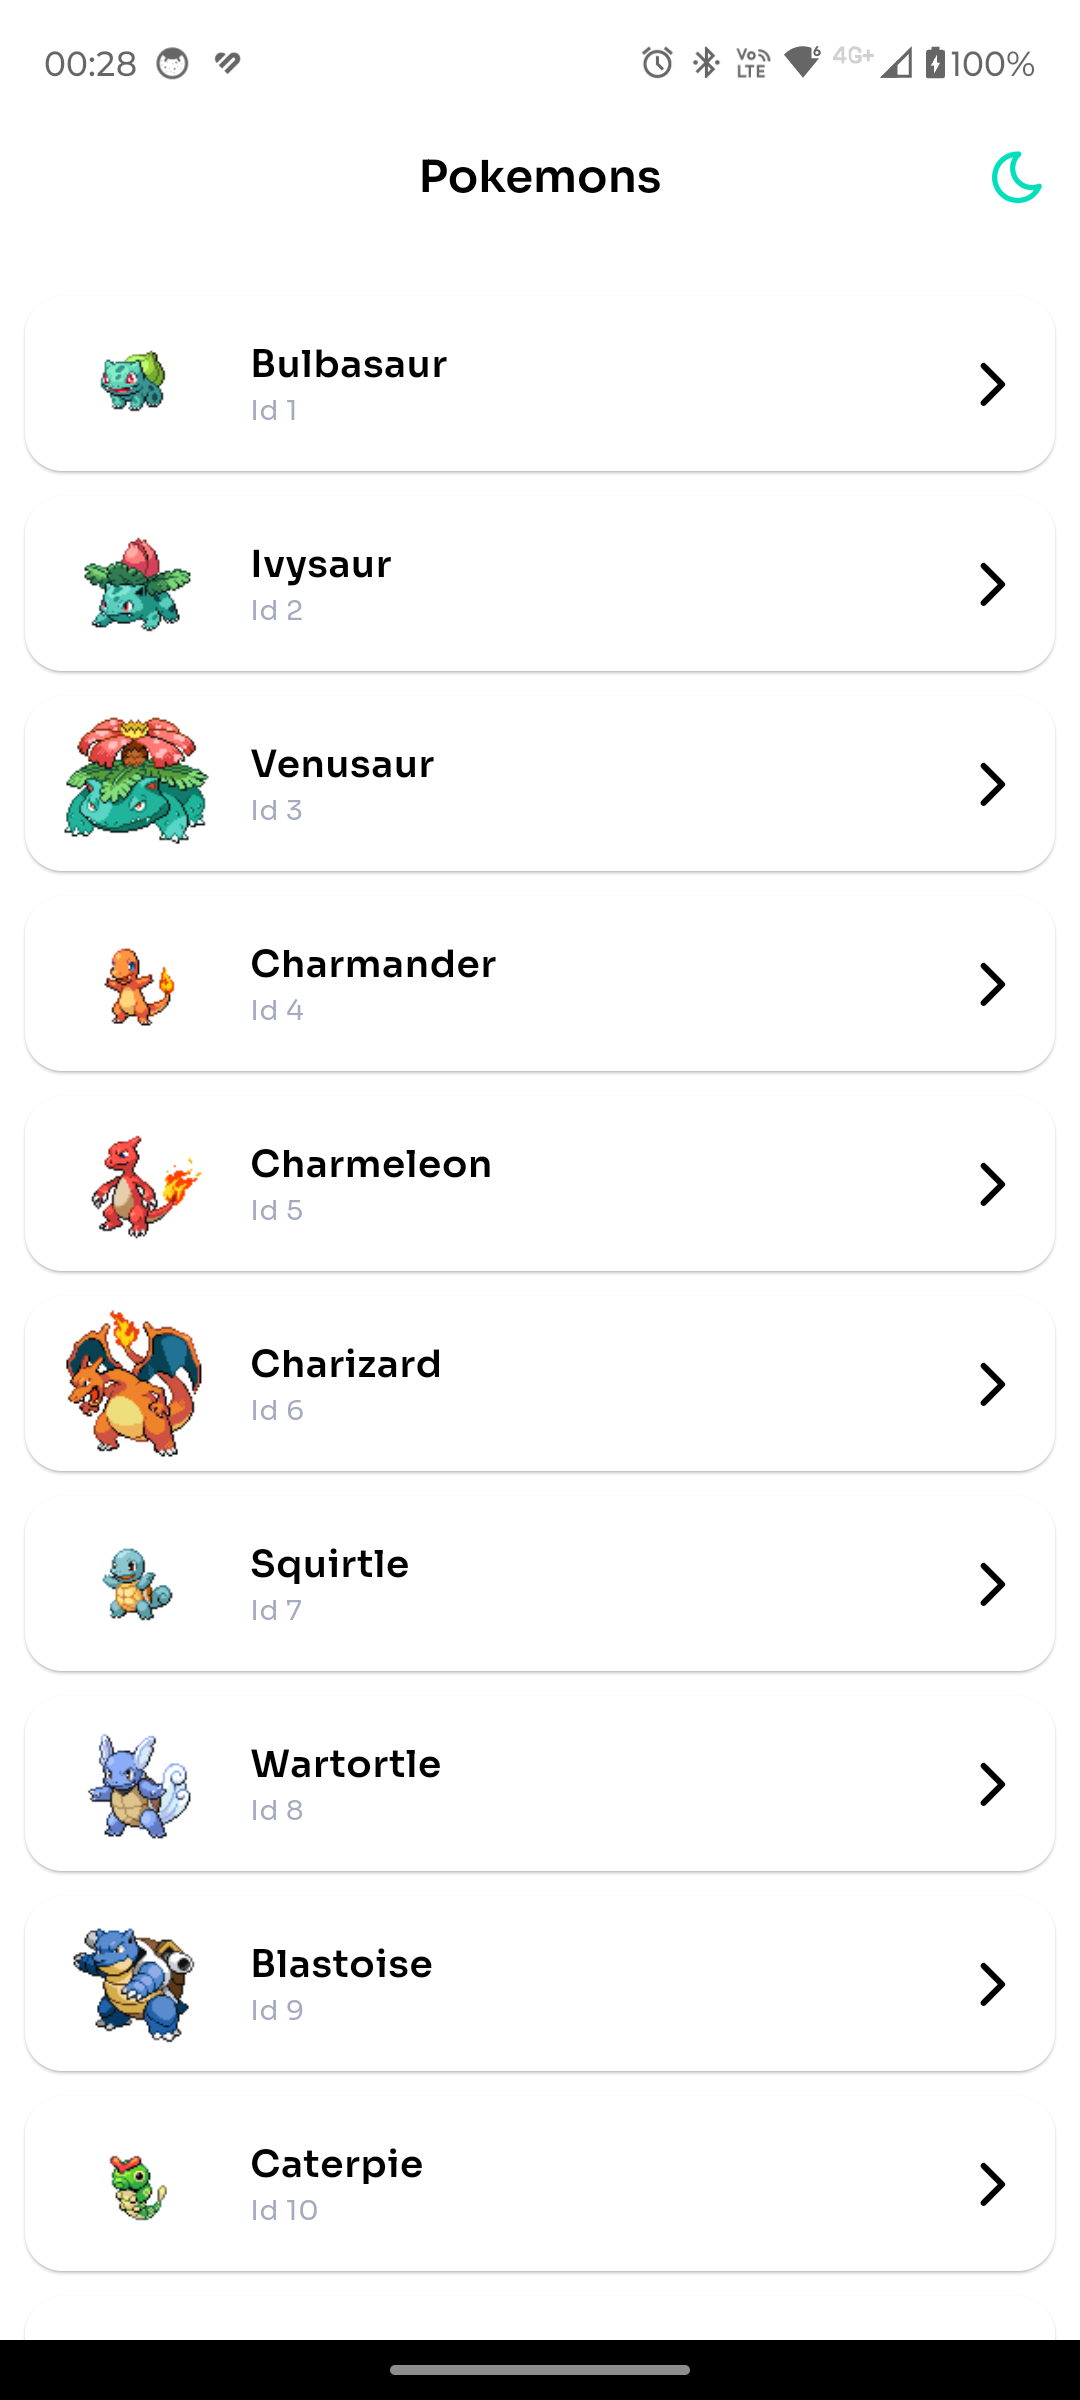 00:28 Vo LTE 6 4G+ 100%
Pokemons
Bulbasaur
Id 1
Ivysaur
Id 2
Venusaur
Id 3
Charmander
Id 4
Charmeleon
Id 5
Charizard
Id 6
Squirtle
Id 7
Wartortle
Id 8
Blastoise
Id 9
Caterpie
Id 10